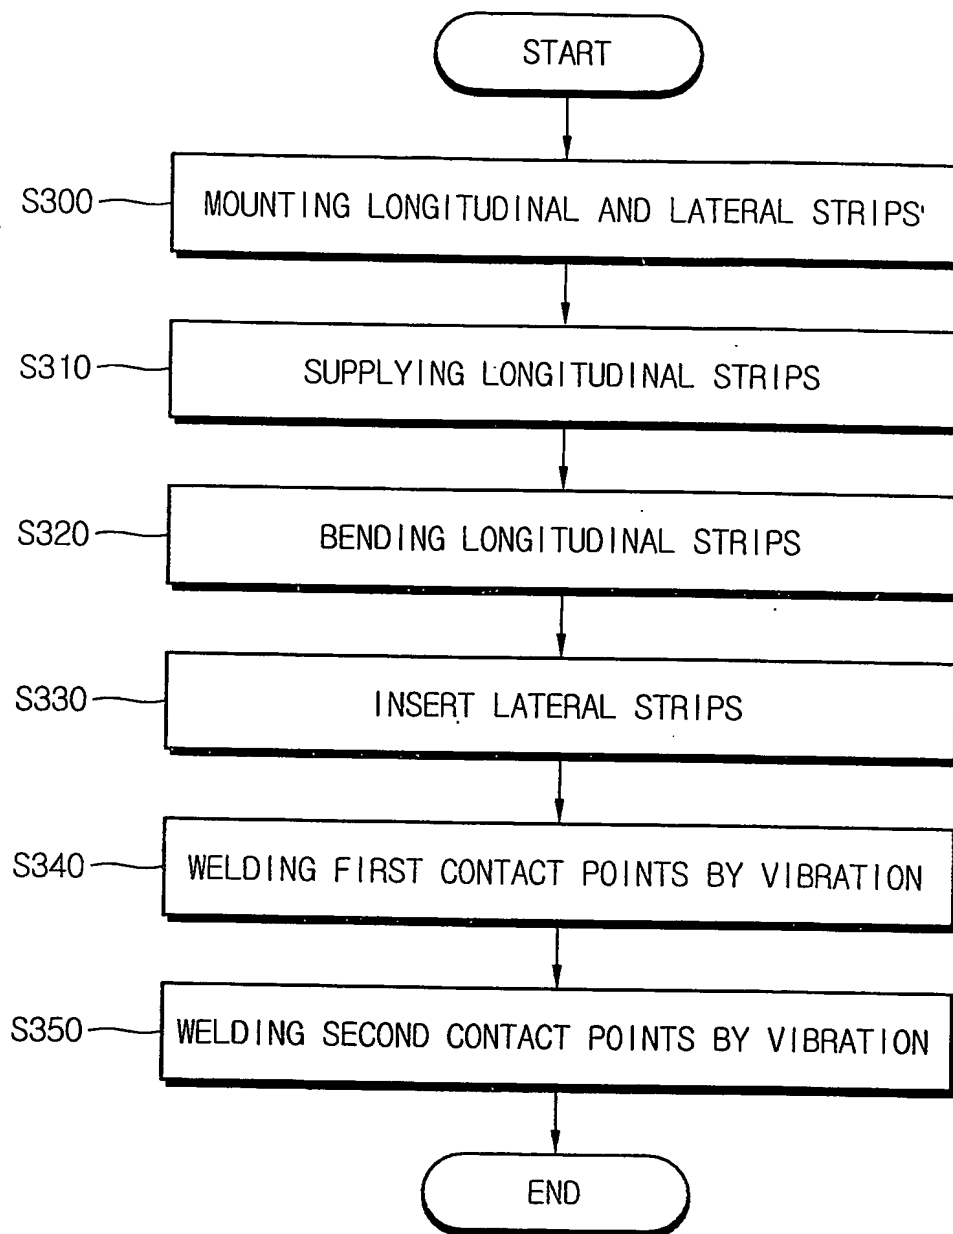 START
S300 MOUNTING LONGITUDINAL AND LATERAL STRIPS'
S310 SUPPLYING LONGITUDINAL STRIPS
S320 BENDING LONGITUDINAL STRIPS
S330 INSERT LATERAL STRIPS
S340 WELDING FIRST CONTACT POINTS BY VIBRATION
S350 WELDING SECOND CONTACT POINTS BY VIBRATION
END